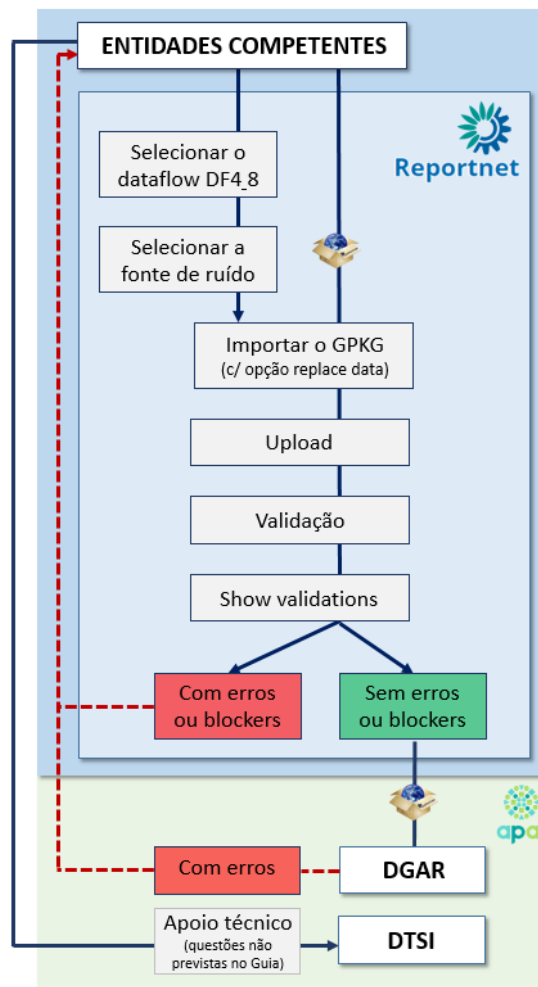 ENTIDADES COMPETENTES
Reportnet
Selecionar o
dataflow DF4_8
Selecionar a
fonte de ruído
Importar o GPKG
(c/ opção replace data)
Upload
Validação
Show validations
Com erros
ou blockers
Sem erros
ou blockers
apa
Com erros
DGAR
Apoio técnico
(questões não
previstas no Guia)
DTSI